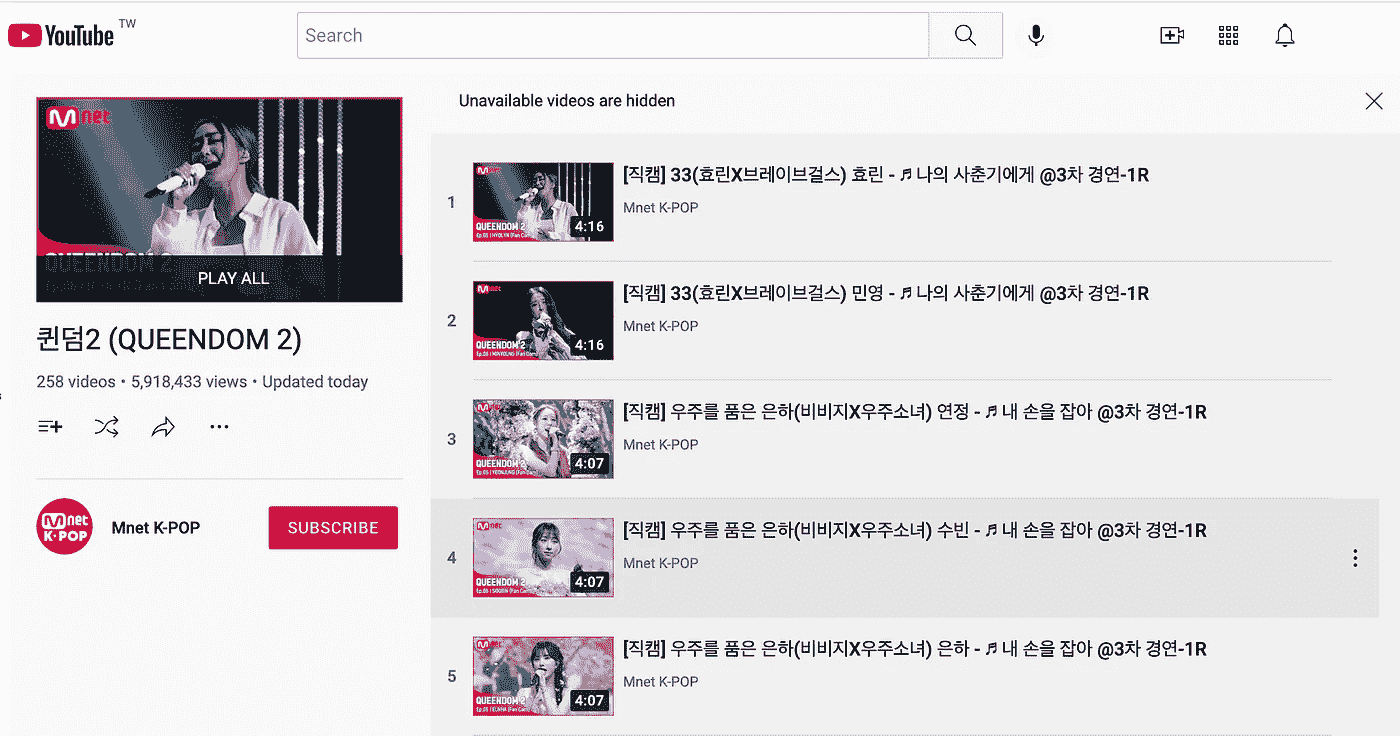 YouTube TW
Search
Mnet
QUEENDOM 2
PLAY ALL
퀸덤2 (QUEENDOM 2)
258 videos • 5,918,433 views • Updated today
Mnet K-POP
Mnet K-POP
SUBSCRIBE
Unavailable videos are hidden
1
Mnet
QUEENDOM 2
4:16
[직캠] 33(효린X브레이브걸스) 효린 - ♬나의 사춘기에게 @3차 경연-1R
Mnet K-POP
2
Mnet
QUEENDOM 2
4:16
[직캠] 33(효린X브레이브걸스) 민영 - ♬나의 사춘기에게 @3차 경연-1R
Mnet K-POP
3
Mnet
QUEENDOM 2
4:07
[직캠] 우주를 품은 은하(비비지X우주소녀) 연정 - ♬내 손을 잡아 @3차 경연-1R
Mnet K-POP
4
Mnet
QUEENDOM 2
4:07
[직캠] 우주를 품은 은하(비비지X우주소녀) 수빈 - ♬내 손을 잡아 @3차 경연-1R
Mnet K-POP
5
Mnet
QUEENDOM 2
4:07
[직캠] 우주를 품은 은하(비비지X우주소녀) 은하 - ♬내 손을 잡아 @3차 경연-1R
Mnet K-POP